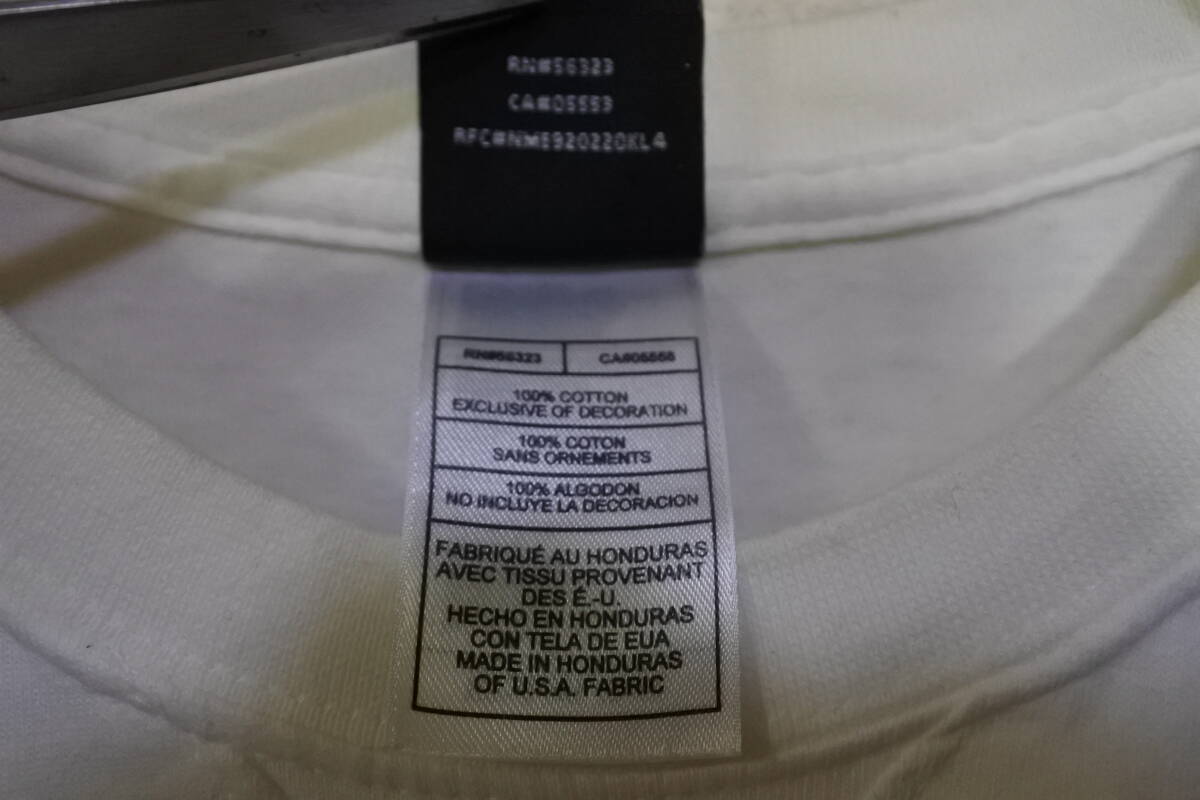 RN#56323
CA#05553
RFC#NME920220KL4
RN#56323 CA#05555
100% COTTON
EXCLUSIVE OF DECORATION
100% COTON
SANS ORNEMENTS
100% ALGODON
NO INCLUYE LA DECORACION
FABRIQUÉ AU HONDURAS
AVEC TISSU PROVENANT
DES É.-U.
HECHO EN HONDURAS
CON TELA DE EUA
MADE IN HONDURAS
OF U.S.A. FABRIC